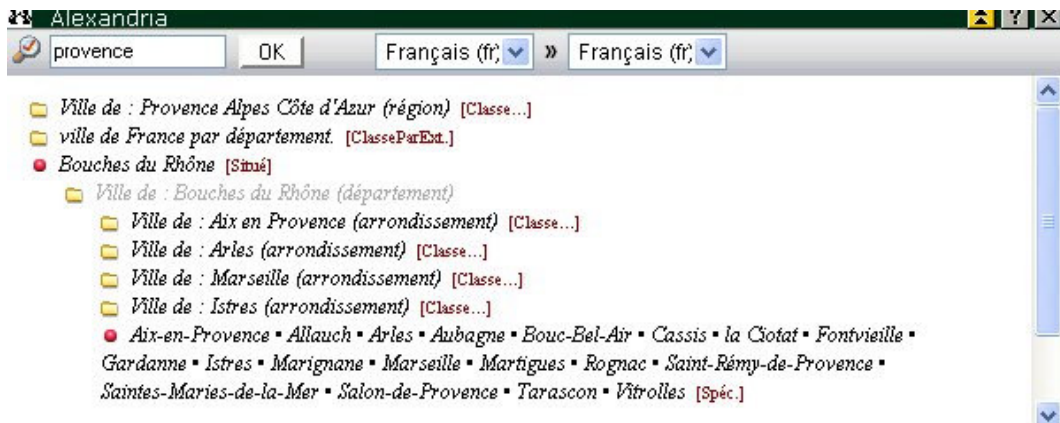 Alexandria ?
provence OK Français (fr) » Français (fr)
Ville de : Provence Alpes Côte d'Azur (région) [Classe...]
ville de France par département. [ClasseParExt.]
Bouches du Rhône [Situé]
Ville de : Bouches du Rhône (département)
Ville de : Aix en Provence (arrondissement) [Classe...]
Ville de : Arles (arrondissement) [Classe...]
Ville de : Marseille (arrondissement) [Classe...]
Ville de : Istres (arrondissement) [Classe...]
Aix-en-Provence ▪ Allauch ▪ Arles ▪ Aubagne ▪ Bouc-Bel-Air ▪ Cassis ▪ la Ciotat ▪ Fontvieille ▪
Gardanne ▪ Istres ▪ Marignane ▪ Marseille ▪ Martigues ▪ Rognac ▪ Saint-Rémy-de-Provence ▪
Saintes-Maries-de-la-Mer ▪ Salon-de-Provence ▪ Tarascon ▪ Vitrolles [Spéc.]